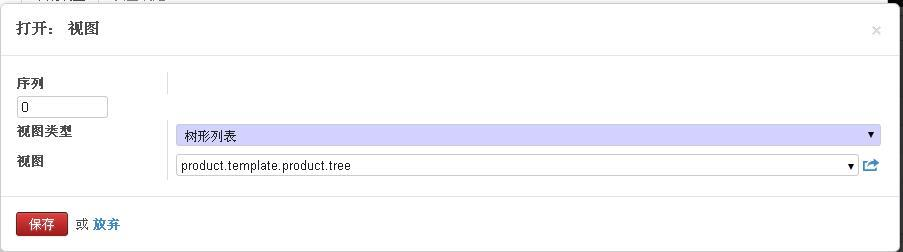 打开： 视图
×
序列
0
视图类型 树形列表
视图 product.template.product.tree
保存 或 放弃